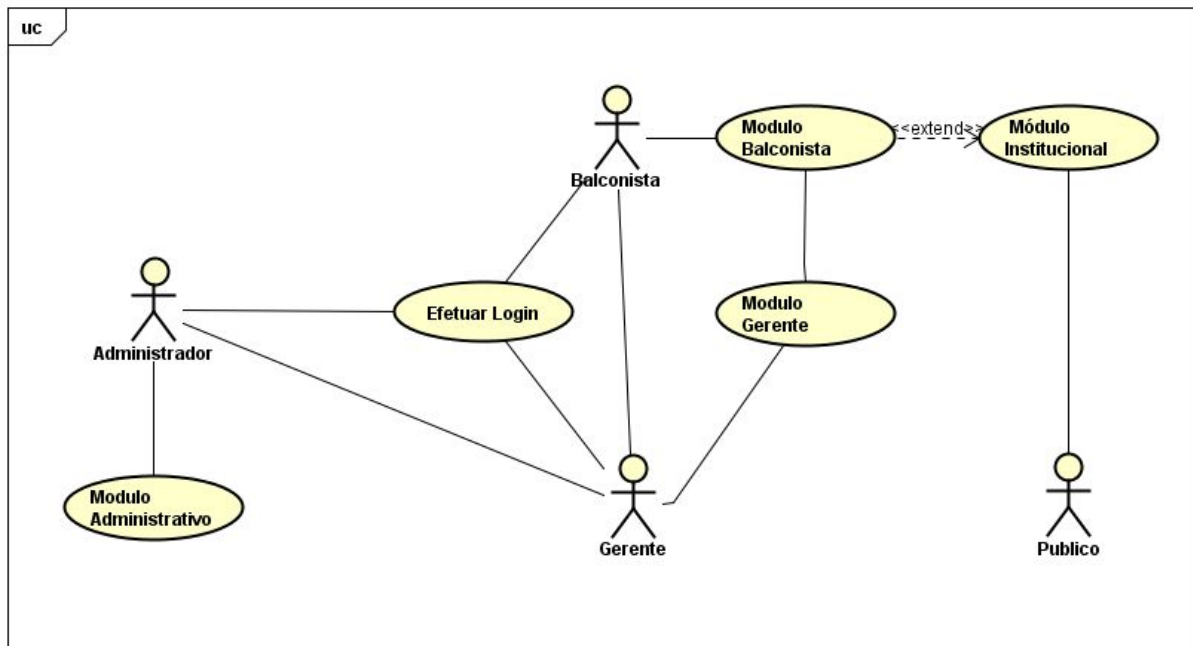 uc
Balconista
Modulo
Balconista
<<extend>>
Módulo
Institucional
Administrador
Efetuar Login
Modulo
Gerente
Modulo
Administrativo
Gerente
Publico